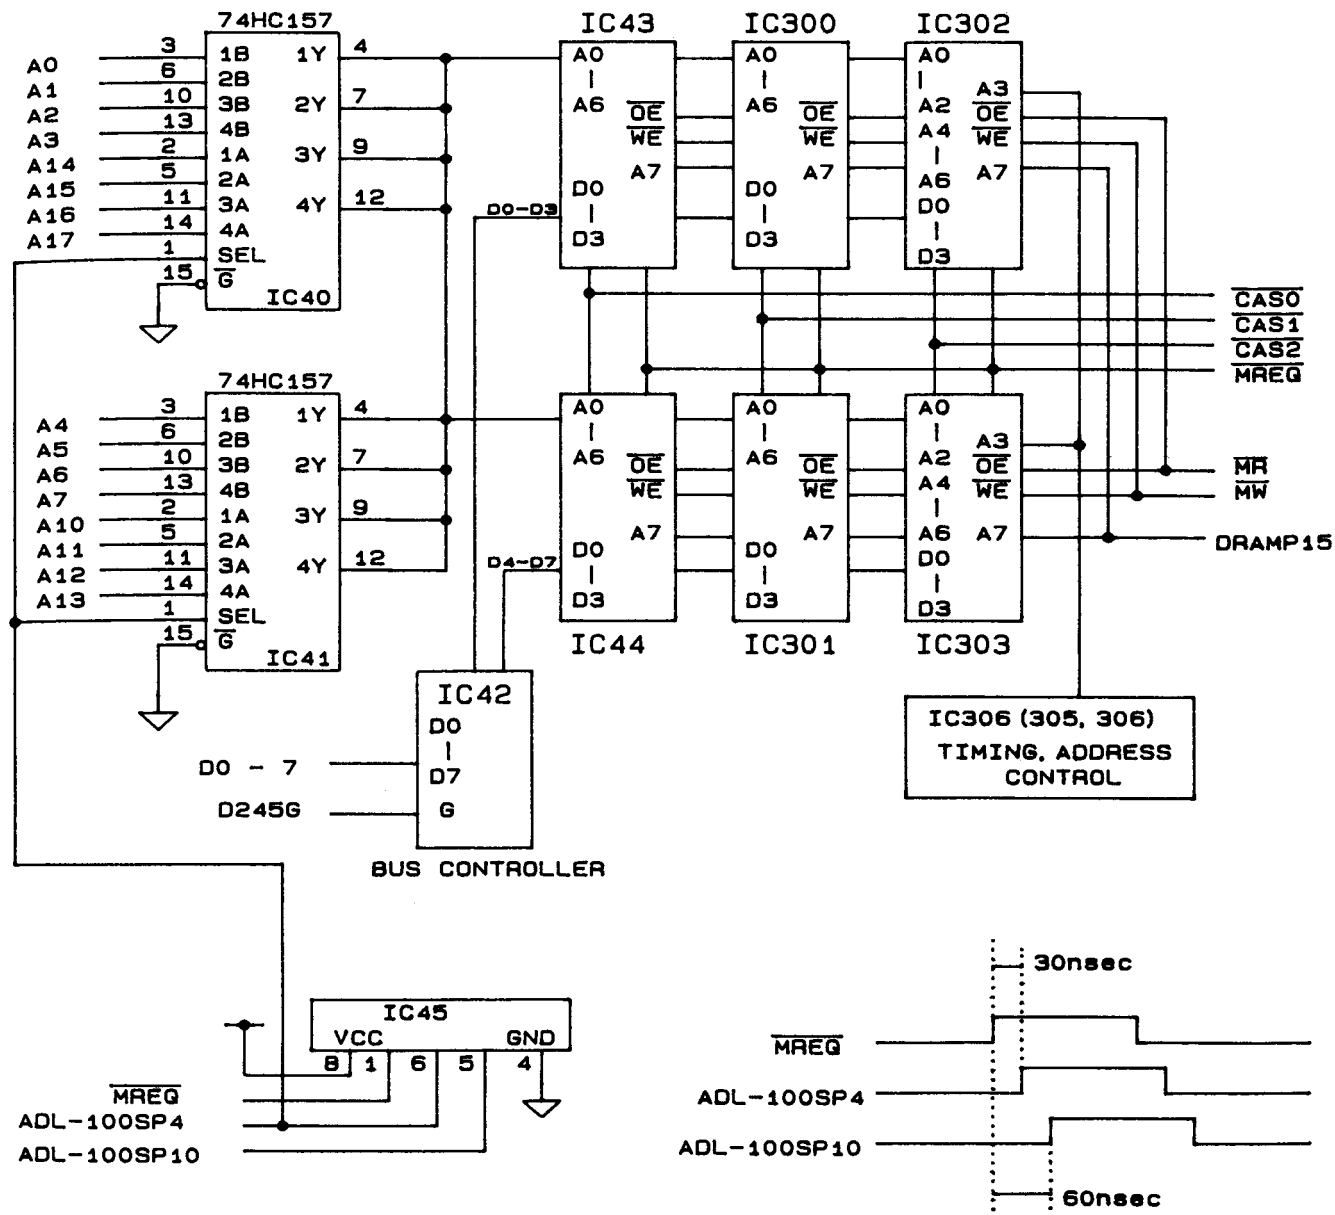 74HC157
A0 3 1B 1Y 4
A1 6 2B
A2 10 3B 2Y 7
A3 13 4B
A14 2 1A 3Y 9
A15 5 2A
A16 11 3A 4Y 12
A17 14 4A
1 SEL
15 G
IC40
74HC157
A4 3 1B 1Y 4
A5 6 2B
A6 10 3B 2Y 7
A7 13 4B
A10 2 1A 3Y 9
A11 5 2A
A12 11 3A 4Y 12
A13 14 4A
1 SEL
15 G
IC41
IC43
A0
A6
OE
WE
A7
D0
D3
D0-D3
IC300
A0
A6
OE
WE
A7
D0
D3
IC302
A0
A3
A2
OE
A4
WE
A6
A7
D0
D3
CAS0
CAS1
CAS2
MREQ
A0
A6
OE
WE
A7
D0
D3
IC44
D4-D7
A0
A6
OE
WE
A7
D0
D3
IC301
A0
A3
A2
OE
A4
WE
A6
A7
D0
D3
IC303
MR
MW
DRAMP15
IC42
D0
D7
G
D0 - 7
D245G
BUS CONTROLLER
IC306 (305, 306)
TIMING, ADDRESS
CONTROL
IC45
VCC GND
8 1 6 5 4
MREQ
ADL-100SP4
ADL-100SP10
30nsec
MREQ
ADL-100SP4
ADL-100SP10
60nsec